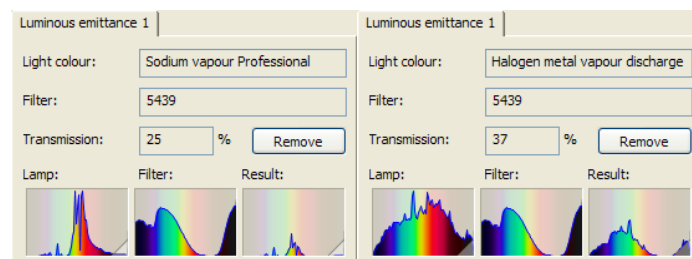 Luminous emittance 1
Light colour: Sodium vapour Professional
Filter: 5439
Transmission: 25 % Remove
Lamp: Filter: Result:
Luminous emittance 1
Light colour: Halogen metal vapour discharge
Filter: 5439
Transmission: 37 % Remove
Lamp: Filter: Result: